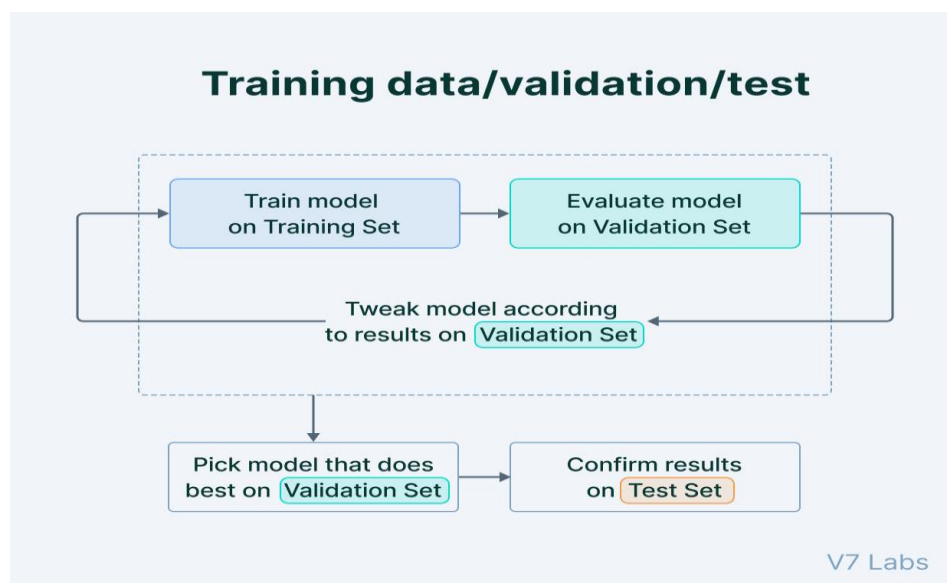 Training data/validation/test
Train model
on Training Set
Evaluate model
on Validation Set
Tweak model according
to results on Validation Set
Pick model that does
best on Validation Set
Confirm results
on Test Set
V7 Labs